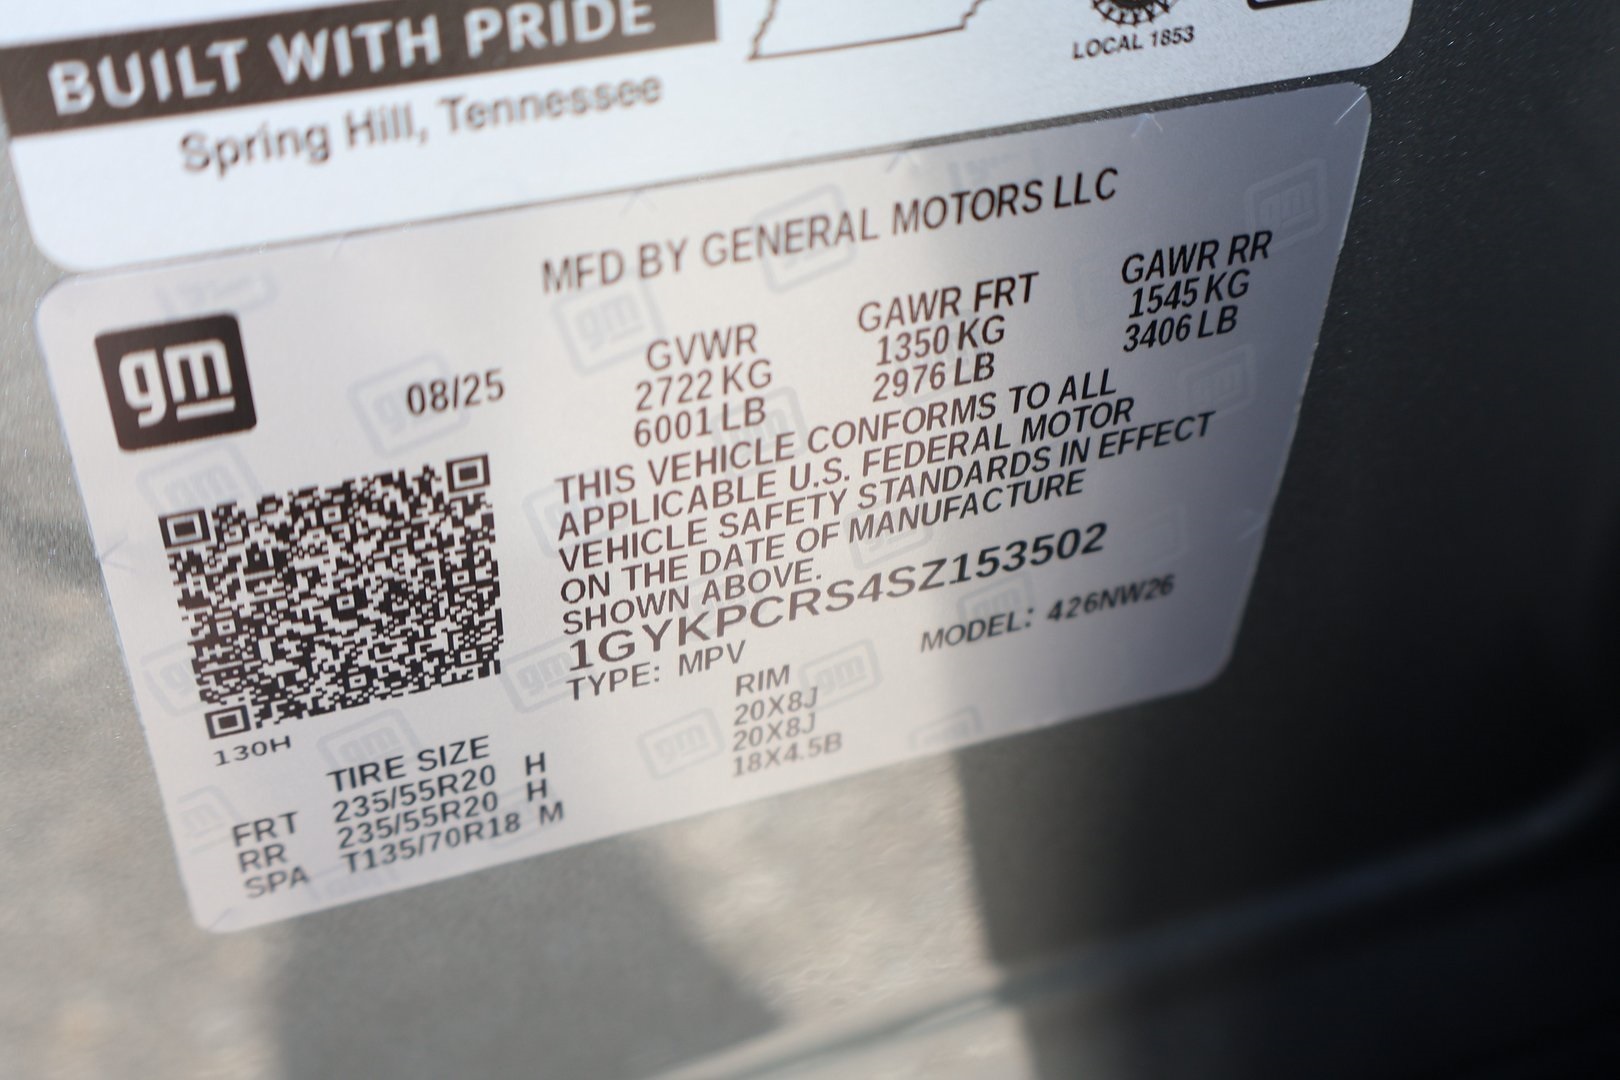 BUILT WITH PRIDE
Spring Hill, Tennessee
LOCAL 1853
MFD BY GENERAL MOTORS LLC
gm
08/25
GVWR
2722 KG
6001 LB
GAWR FRT
1350 KG
2976 LB
GAWR RR
1545 KG
3406 LB
THIS VEHICLE CONFORMS TO ALL
APPLICABLE U.S. FEDERAL MOTOR
VEHICLE SAFETY STANDARDS IN EFFECT
ON THE DATE OF MANUFACTURE
SHOWN ABOVE.
1GYKPCRS4SZ153502
TYPE: MPV
MODEL: 426NW26
130H
TIRE SIZE RIM
FRT 235/55R20 H 20X8J
RR 235/55R20 H 20X8J
SPA T135/70R18 M 18X4.5B